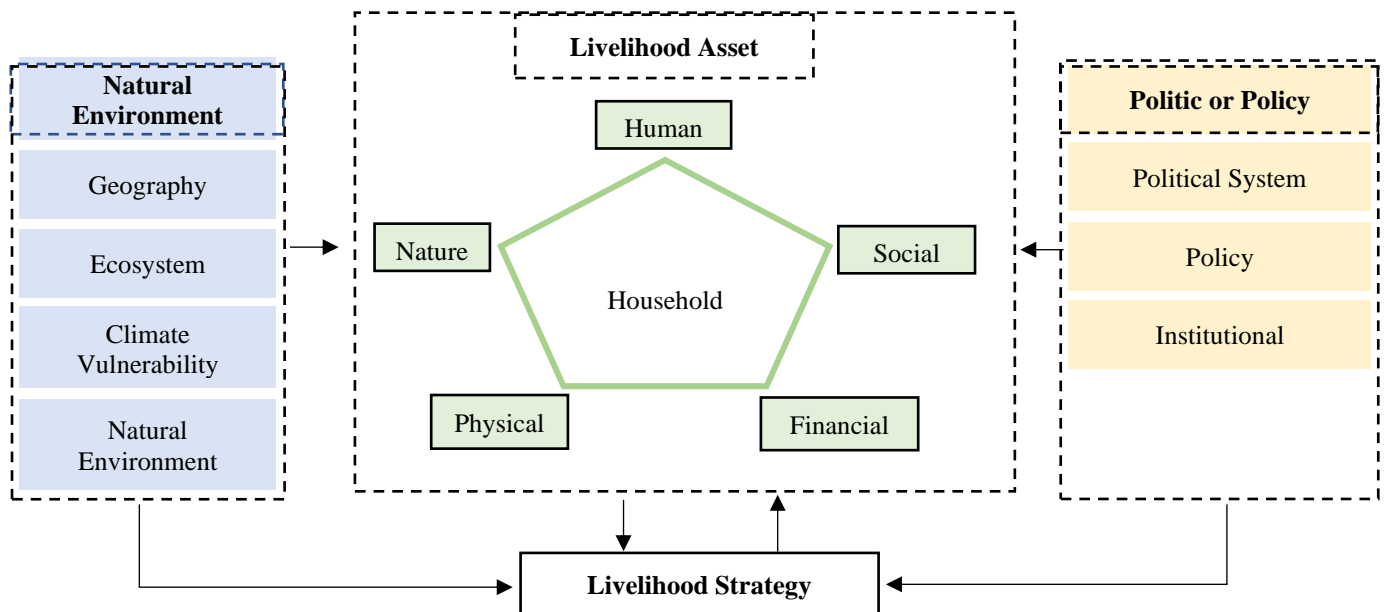 Livelihood Asset
Natural
Environment
Geography
Ecosystem
Climate
Vulnerability
Natural
Environment
Human
Nature
Social
Household
Physical
Financial
Politic or Policy
Political System
Policy
Institutional
Livelihood Strategy